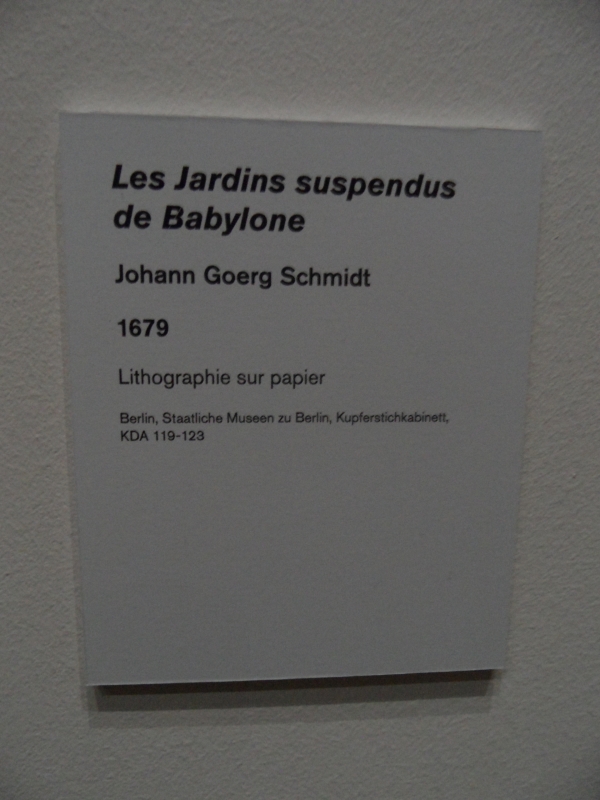 Les Jardins suspendus
de Babylone
Johann Goerg Schmidt
1679
Lithographie sur papier
Berlin, Staatliche Museen zu Berlin, Kupferstichkabinett,
KDA 119-123